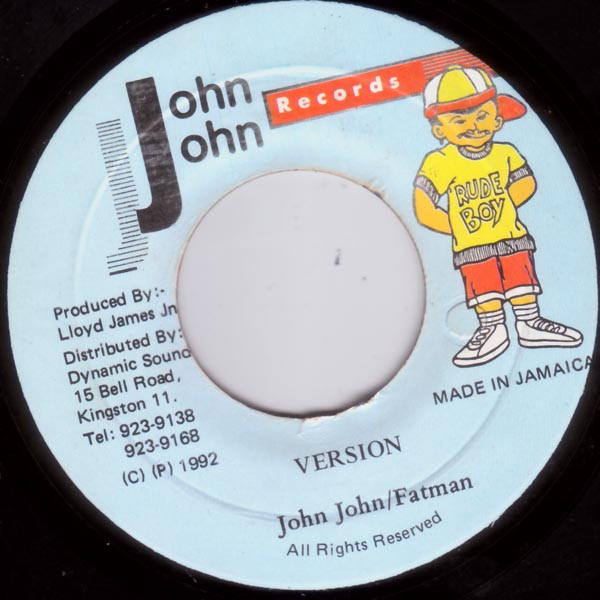 John
John
Records
RUDE
BOY
Produced By:-
Lloyd James Jn
Distributed By:
Dynamic Sound
15 Bell Road,
Kingston 11.
Tel: 923-9138
923-9168
(C) (P) 1992
MADE IN JAMAICA
VERSION
John John/Fatman
All Rights Reserved